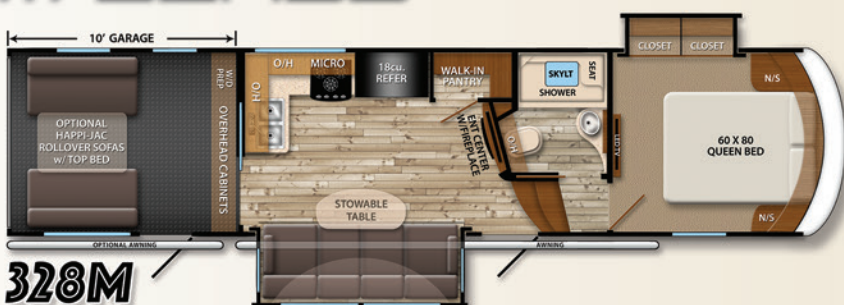 10' GARAGE
OPTIONAL
HAPPI-JAC
ROLLOVER SOFAS
w/ TOP BED
W/D
PREP
OVERHEAD CABINETS
O/H
O/H
MICRO
18cu.
REFER
WALK-IN
PANTRY
ENT CENTER
W/FIREPLACE
STOWABLE
TABLE
SKYLT
SEAT
SHOWER
O/H
LEDTV
CLOSET
CLOSET
N/S
60 X 80
QUEEN BED
N/S
OPTIONAL AWNING
AWNING
328M